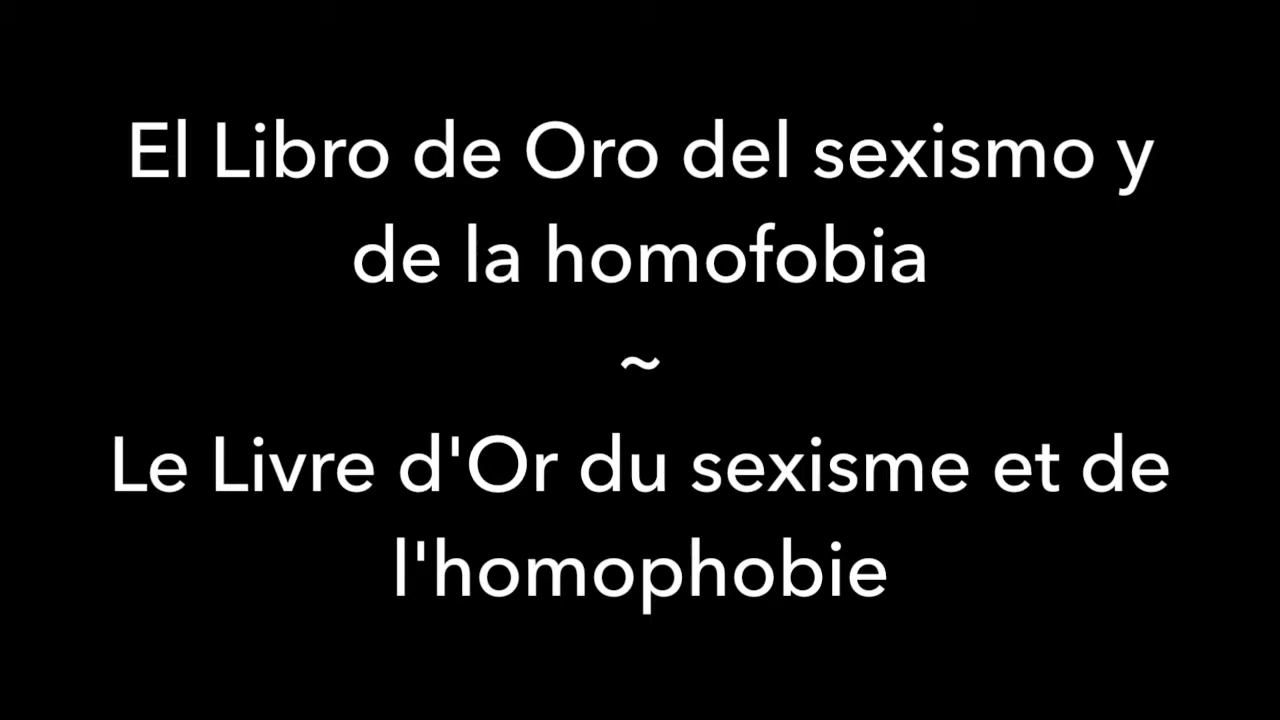 El Libro de Oro del sexismo y
de la homofobia
~
Le Livre d'Or du sexisme et de
l'homophobie